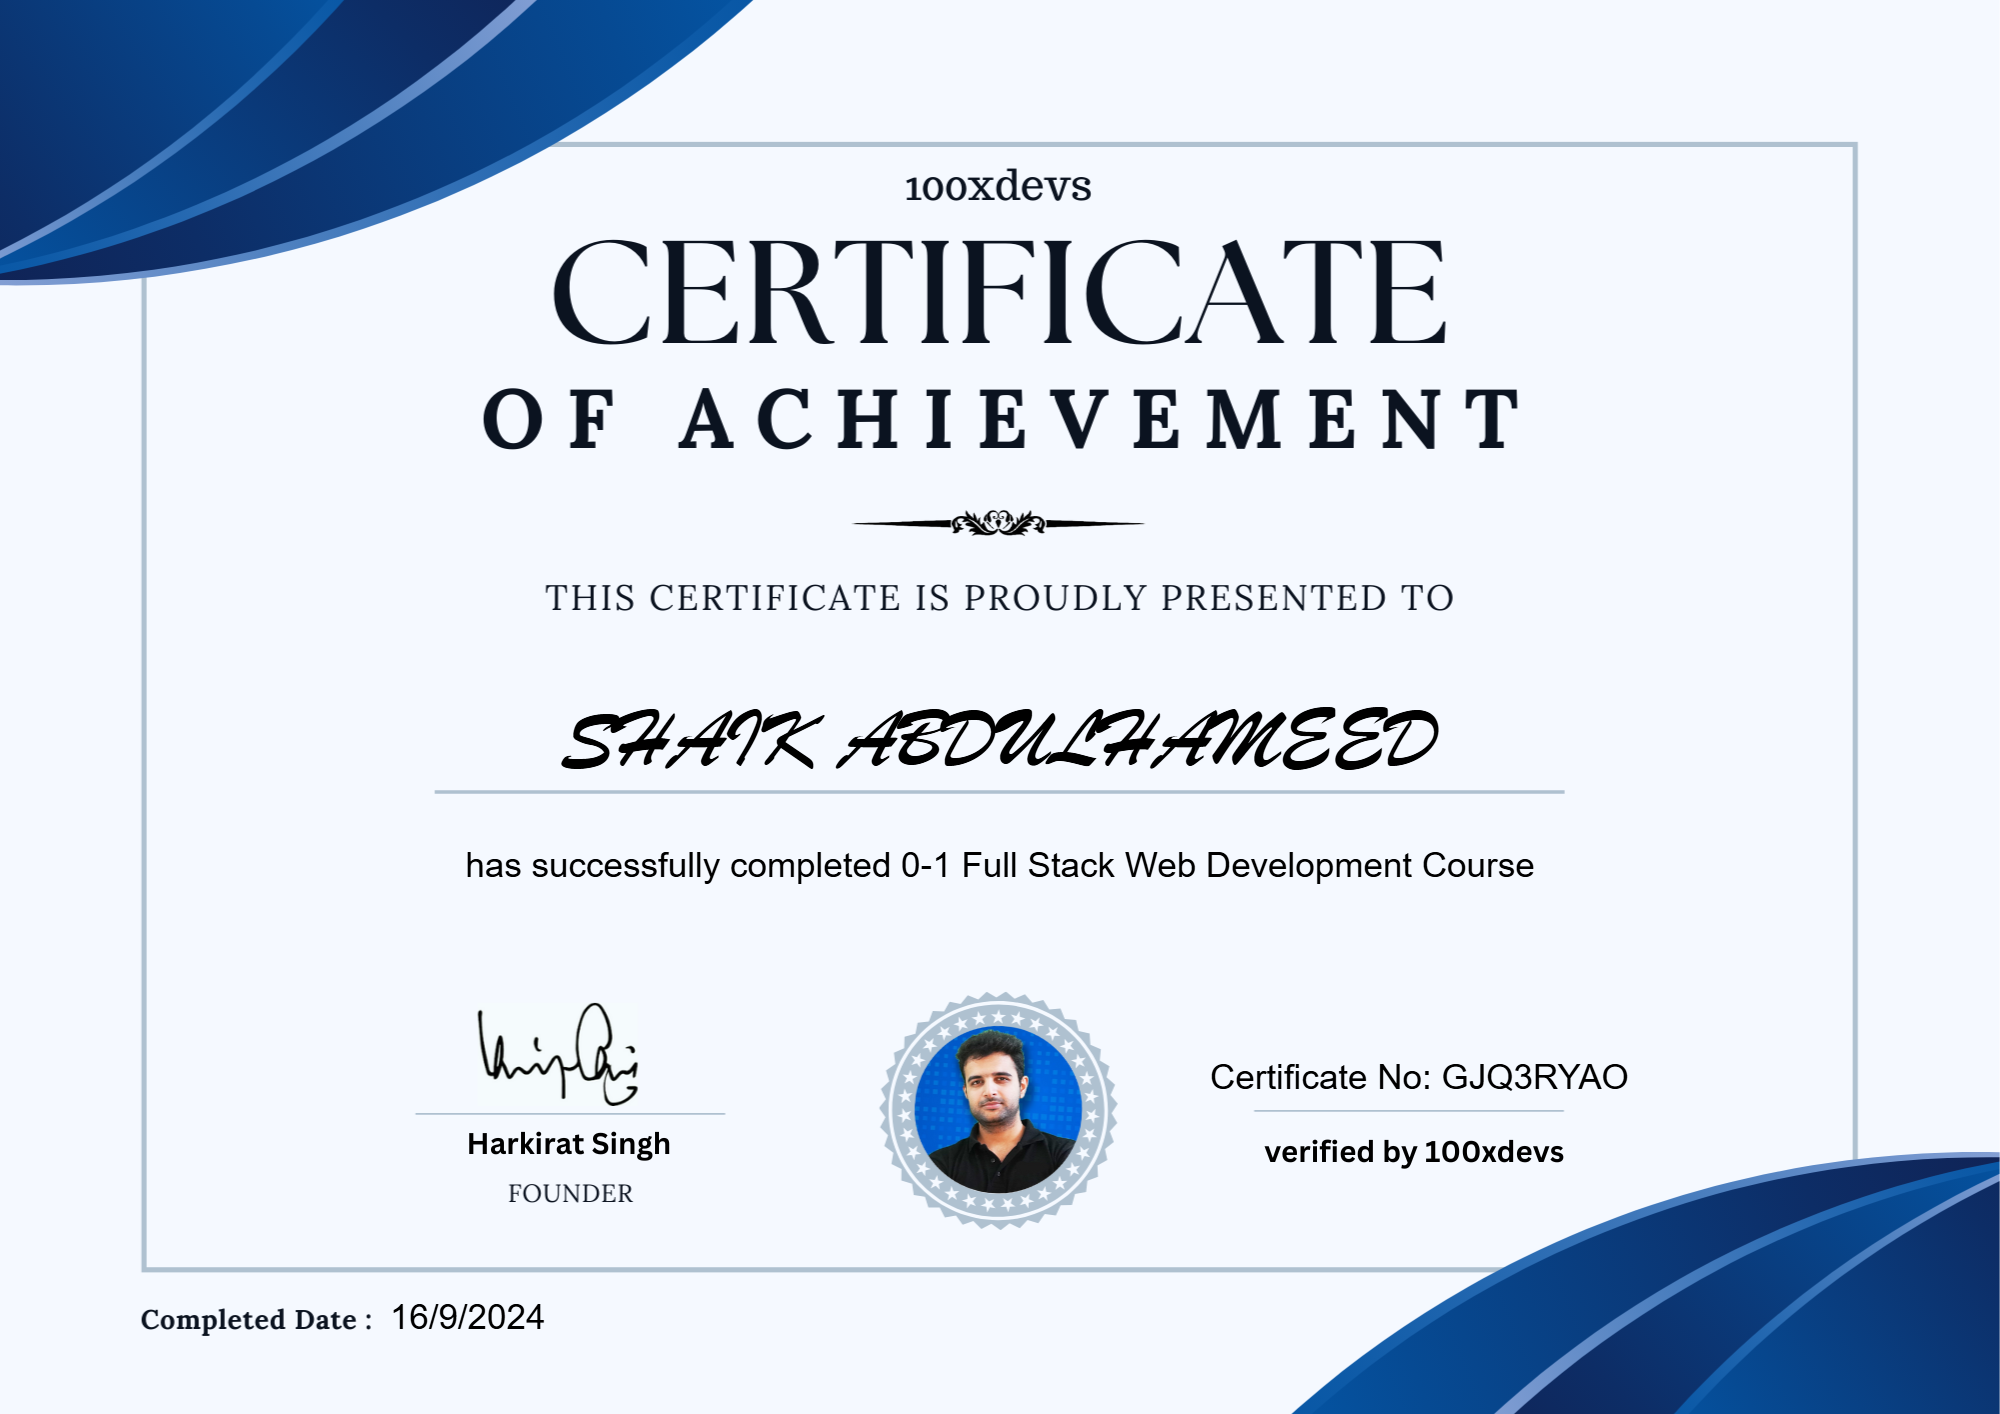 100xdevs
CERTIFICATE
OF ACHIEVEMENT
THIS CERTIFICATE IS PROUDLY PRESENTED TO
SHAIK ABDULHAMEED
has successfully completed 0-1 Full Stack Web Development Course
Harkirat Singh
FOUNDER
Certificate No: GJQ3RYAO
verified by 100xdevs
Completed Date : 16/9/2024